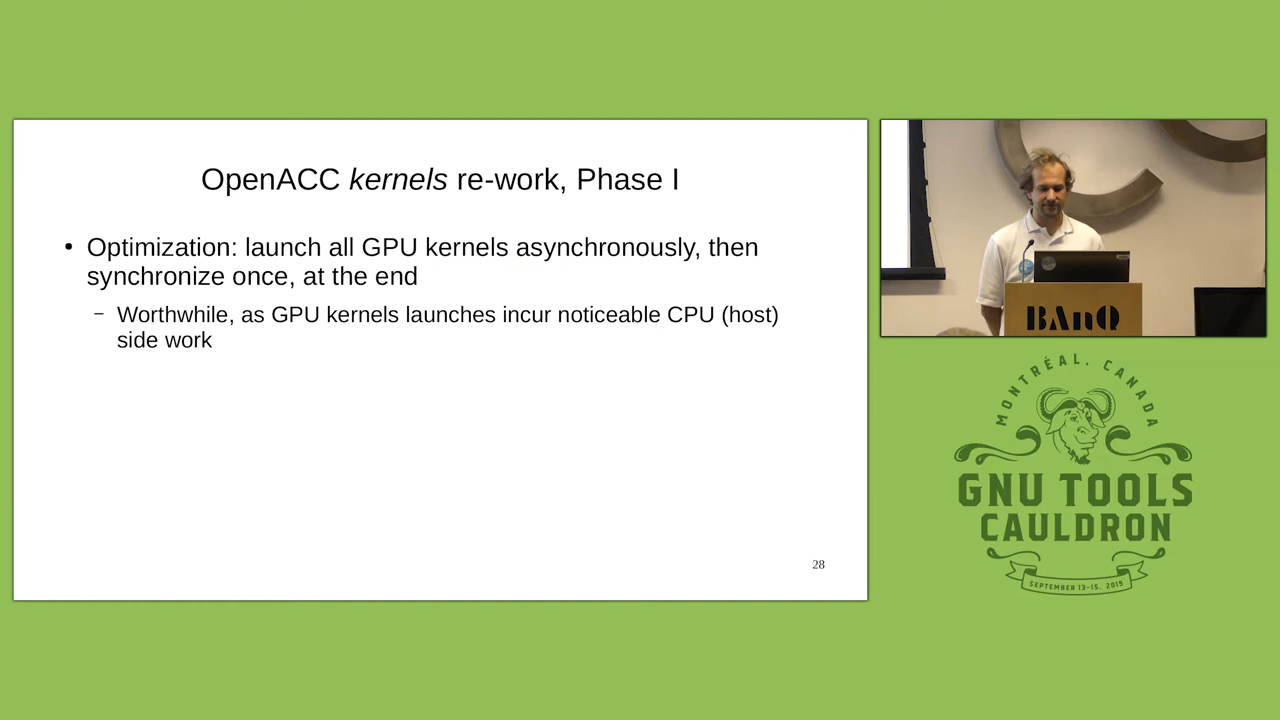 OpenACC kernels re-work, Phase I
• Optimization: launch all GPU kernels asynchronously, then
synchronize once, at the end
– Worthwhile, as GPU kernels launches incur noticeable CPU (host)
side work
28
BAnQ
MONTRÉAL, CANADA
GNU TOOLS
CAULDRON
SEPTEMBER 13-15, 2019